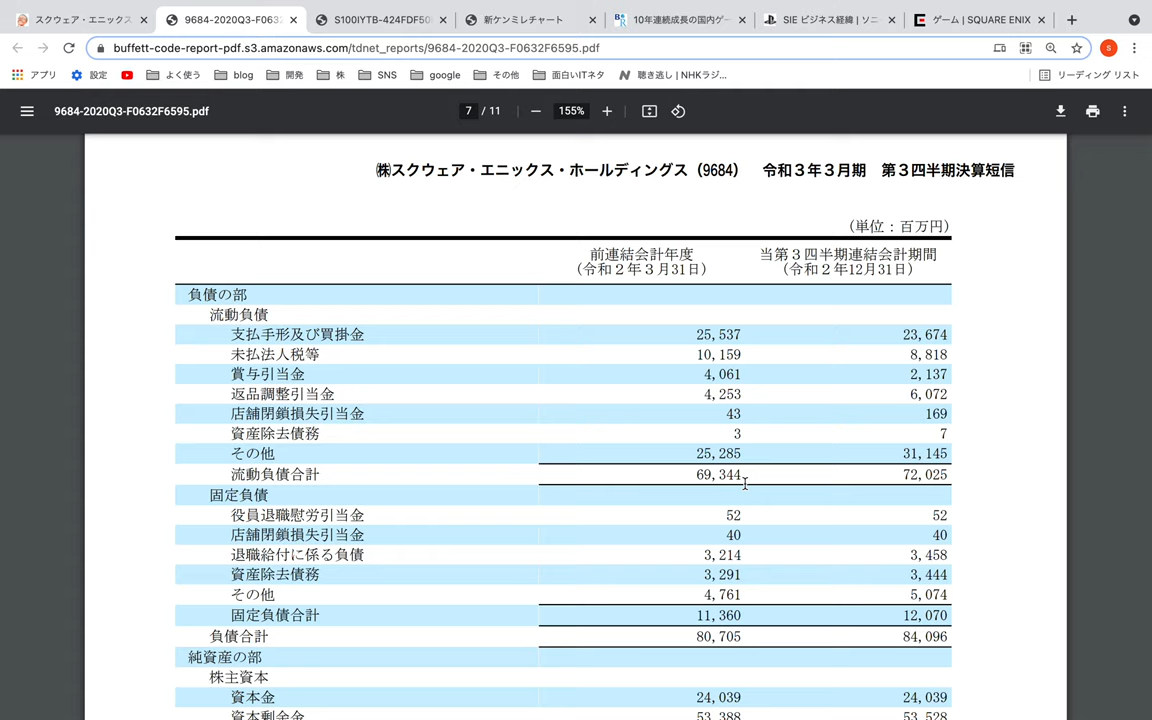 スクウェア・エニックス
9684-2020Q3-F063
S100IYTB-424FDF50
新ケンミレチャート
10年連続成長の国内ゲー
SIE ビジネス経緯 | ソニ
ゲーム | SQUARE ENIX
buffett-code-report-pdf.s3.amazonaws.com/tdnet_reports/9684-2020Q3-F0632F6595.pdf
アプリ 設定 よく使う blog 開発 株 SNS google その他 面白いITネタ 聴き逃し | NHKラジ... リーディング リスト
9684-2020Q3-F0632F6595.pdf 7 / 11 155%
㈱スクウェア・エニックス・ホールディングス(9684) 令和3年3月期 第3四半期決算短信
(単位:百万円)
前連結会計年度 当第3四半期連結会計期間
(令和2年3月31日) (令和2年12月31日)
負債の部
流動負債
支払手形及び買掛金 25,537 23,674
未払法人税等 10,159 8,818
賞与引当金 4,061 2,137
返品調整引当金 4,253 6,072
店舗閉鎖損失引当金 43 169
資産除去債務 3 7
その他 25,285 31,145
流動負債合計 69,344 72,025
固定負債
役員退職慰労引当金 52 52
店舗閉鎖損失引当金 40 40
退職給付に係る負債 3,214 3,458
資産除去債務 3,291 3,444
その他 4,761 5,074
固定負債合計 11,360 12,070
負債合計 80,705 84,096
純資産の部
株主資本
資本金 24,039 24,039
資本剰余金 53,388 53,528